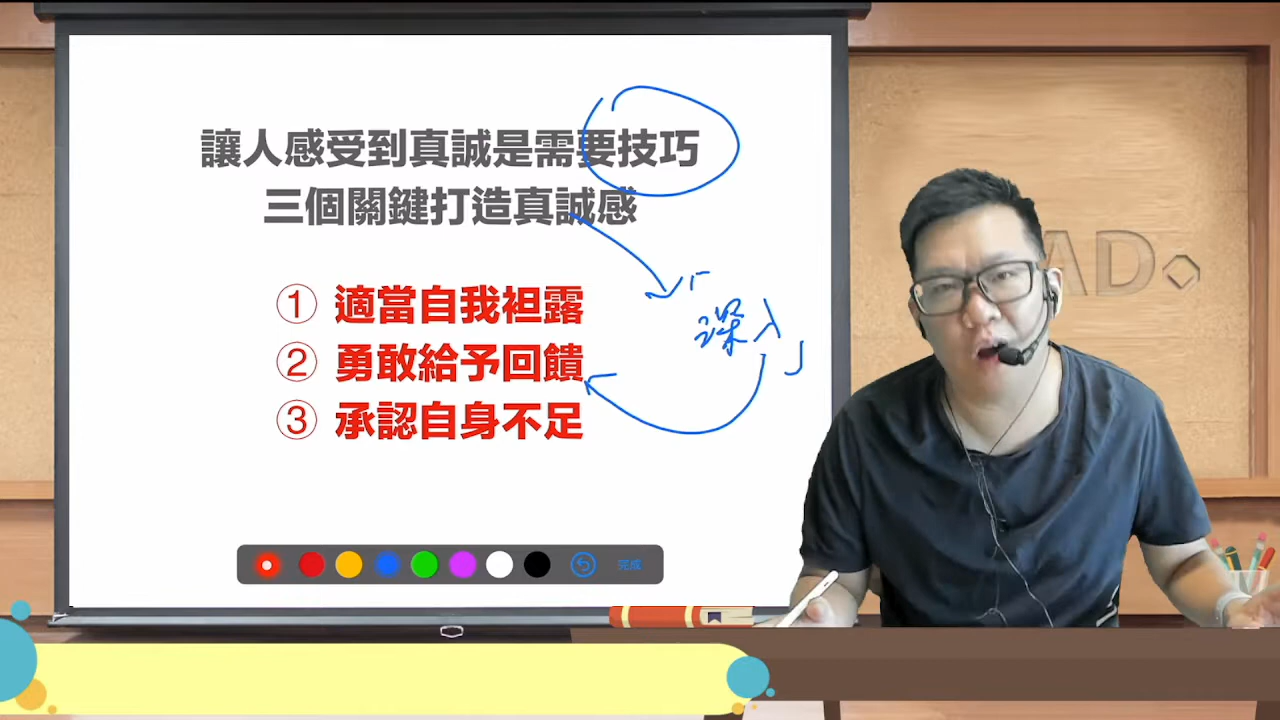 讓人感受到真誠是需要技巧
三個關鍵打造真誠感
① 適當自我袒露
② 勇敢給予回饋
③ 承認自身不足
「深入」
完成
AD